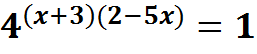 4^{(x+3)(2−5x)} = 1